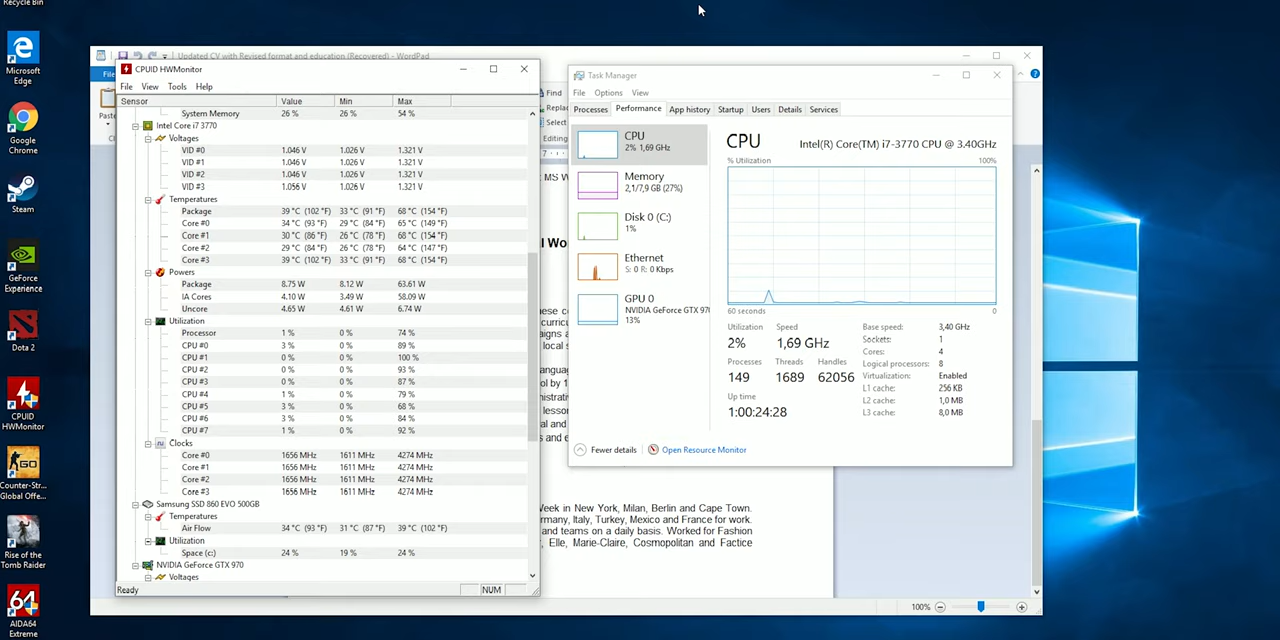 Recycle Bin
Microsoft
Edge
Google
Chrome
Steam
GeForce
Experience
Dota 2
CPUID
HWMonitor
Counter-Str...
Global Offe...
Rise of the
Tomb Raider
64
AIDA64
Extreme
Updated CV with Revised format and education (Recovered) - WordPad
File
Paste
Find
Replace
Select
Editing
CPUID HWMonitor
File View Tools Help
Sensor Value Min Max
System Memory 26 % 26 % 54 %
Intel Core i7 3770
Voltages
VID #0 1.046 V 1.026 V 1.321 V
VID #1 1.046 V 1.026 V 1.321 V
VID #2 1.046 V 1.026 V 1.321 V
VID #3 1.056 V 1.026 V 1.321 V
Temperatures
Package 39 °C (102 °F) 33 °C (91 °F) 68 °C (154 °F)
Core #0 34 °C (93 °F) 29 °C (84 °F) 65 °C (149 °F)
Core #1 30 °C (86 °F) 26 °C (78 °F) 68 °C (154 °F)
Core #2 29 °C (84 °F) 26 °C (78 °F) 64 °C (147 °F)
Core #3 39 °C (102 °F) 33 °C (91 °F) 68 °C (154 °F)
Powers
Package 8.75 W 8.12 W 63.61 W
IA Cores 4.10 W 3.49 W 58.09 W
Uncore 4.65 W 4.61 W 6.74 W
Utilization
Processor 1 % 0 % 74 %
CPU #0 3 % 0 % 89 %
CPU #1 0 % 0 % 100 %
CPU #2 0 % 0 % 93 %
CPU #3 0 % 0 % 87 %
CPU #4 1 % 0 % 79 %
CPU #5 3 % 0 % 68 %
CPU #6 3 % 0 % 84 %
CPU #7 1 % 0 % 92 %
Clocks
Core #0 1656 MHz 1611 MHz 4274 MHz
Core #1 1656 MHz 1611 MHz 4274 MHz
Core #2 1656 MHz 1611 MHz 4274 MHz
Core #3 1656 MHz 1611 MHz 4274 MHz
Samsung SSD 860 EVO 500GB
Temperatures
Air Flow 34 °C (93 °F) 31 °C (87 °F) 39 °C (102 °F)
Utilization
Space (c:) 24 % 19 % 24 %
NVIDIA GeForce GTX 970
Voltages
Ready NUM
Task Manager
File Options View
Processes Performance App history Startup Users Details Services
CPU
2% 1,69 GHz
Memory
2,1/7,9 GB (27%)
Disk 0 (C:)
1%
Ethernet
S: 0 R: 0 Kbps
GPU 0
NVIDIA GeForce GTX 970
13%
CPU Intel(R) Core(TM) i7-3770 CPU @ 3.40GHz
% Utilization 100%
60 seconds 0
Utilization Speed
2% 1,69 GHz
Processes Threads Handles
149 1689 62056
Up time
1:00:24:28
Base speed: 3,40 GHz
Sockets: 1
Cores: 4
Logical processors: 8
Virtualization: Enabled
L1 cache: 256 KB
L2 cache: 1,0 MB
L3 cache: 8,0 MB
Fewer details Open Resource Monitor
Week in New York, Milan, Berlin and Cape Town.
Italy, Turkey, Mexico and France for work.
and teams on a daily basis. Worked for Fashion
Elle, Marie-Claire, Cosmopolitan and Factice
100%